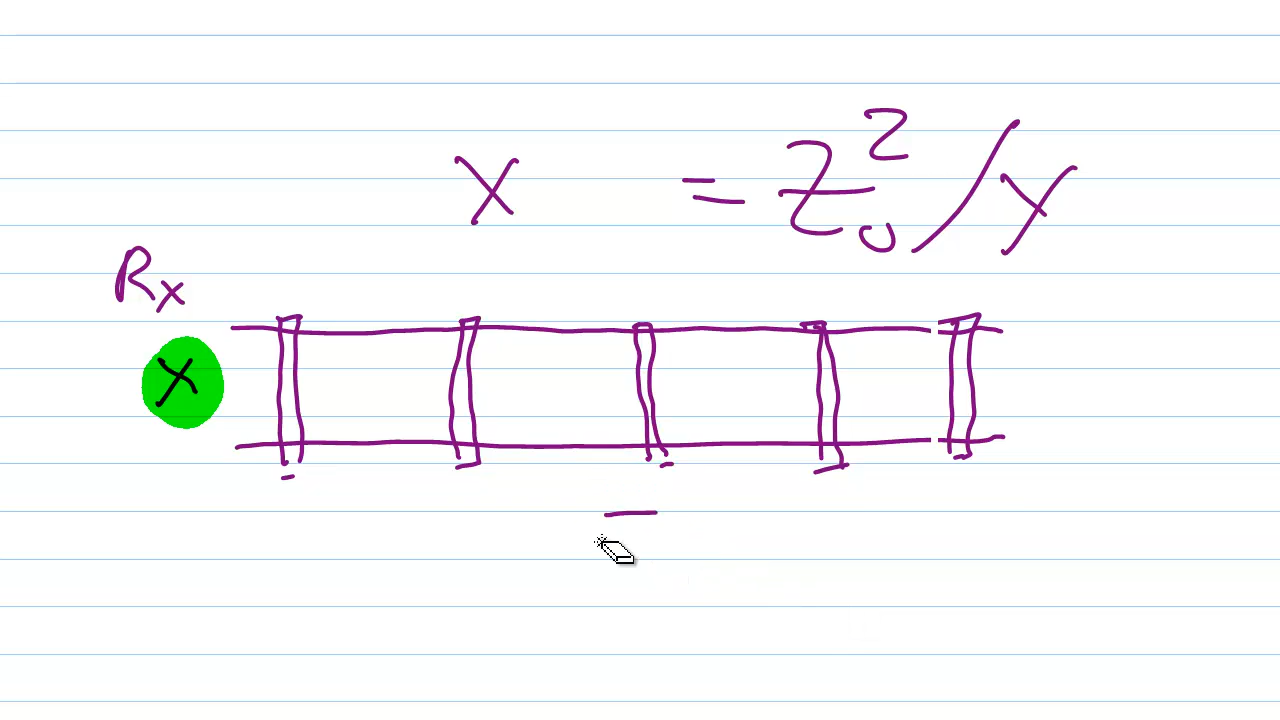 X = Z₀²/Y
Rx
X